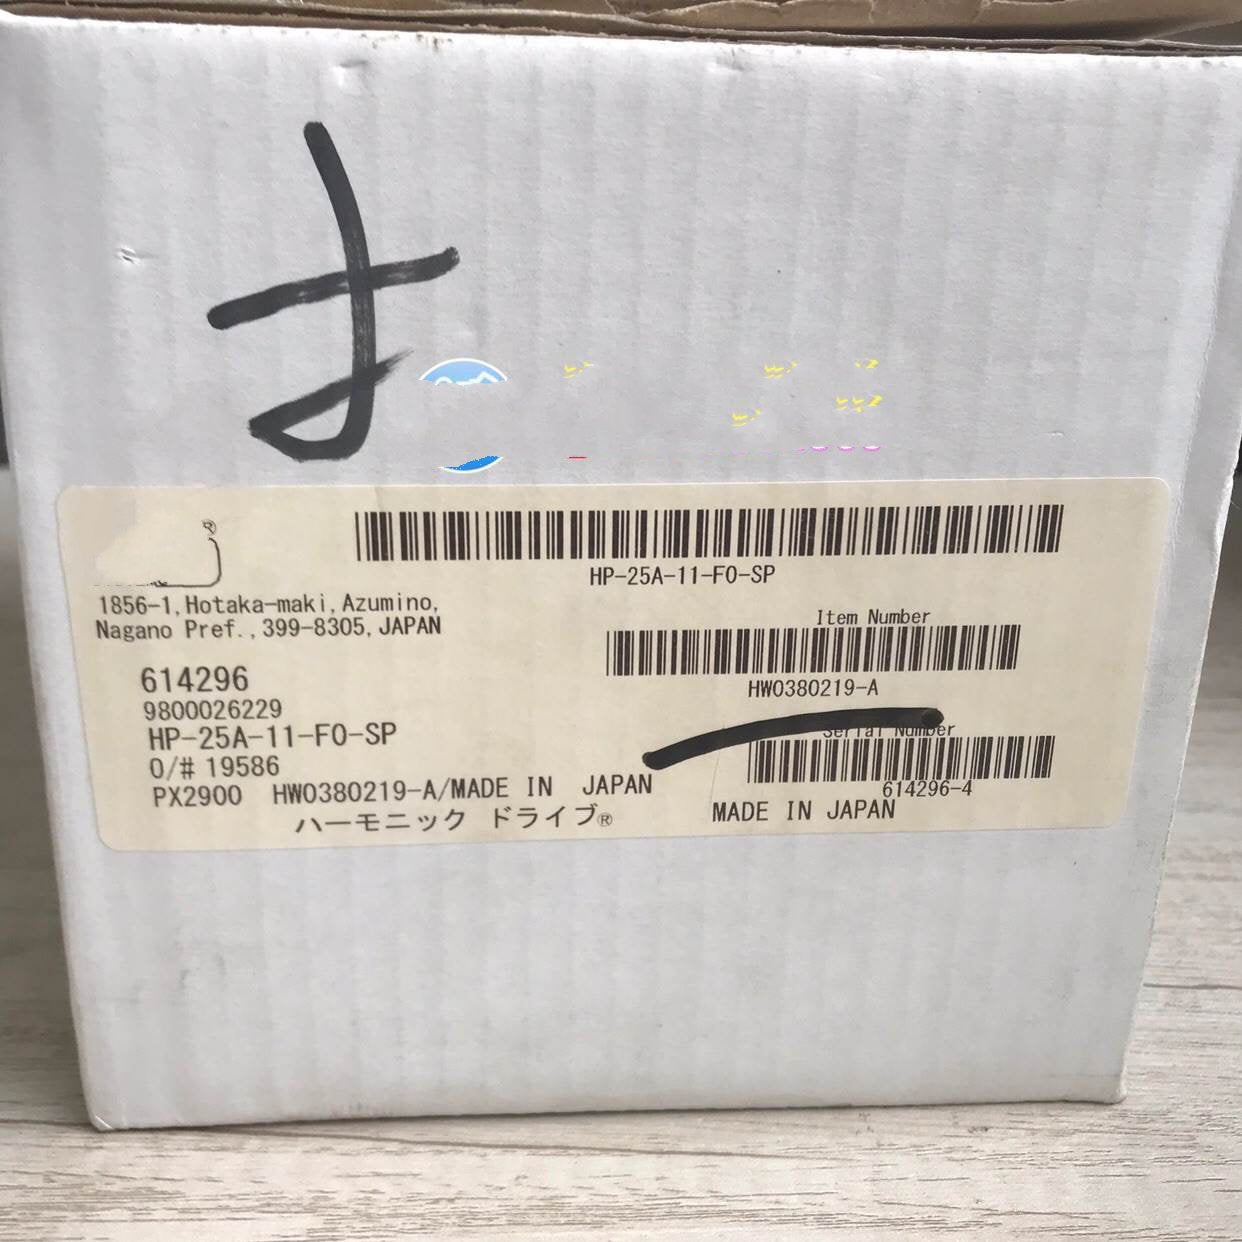 ®
HP-25A-11-F0-SP
1856-1, Hotaka-maki, Azumino,
Nagano Pref., 399-8305, JAPAN
Item Number
HW0380219-A
614296
9800026229
HP-25A-11-F0-SP
Serial Number
O/# 19586
614296-4
PX2900 HW0380219-A/MADE IN JAPAN
MADE IN JAPAN
ハーモニック ドライブ®